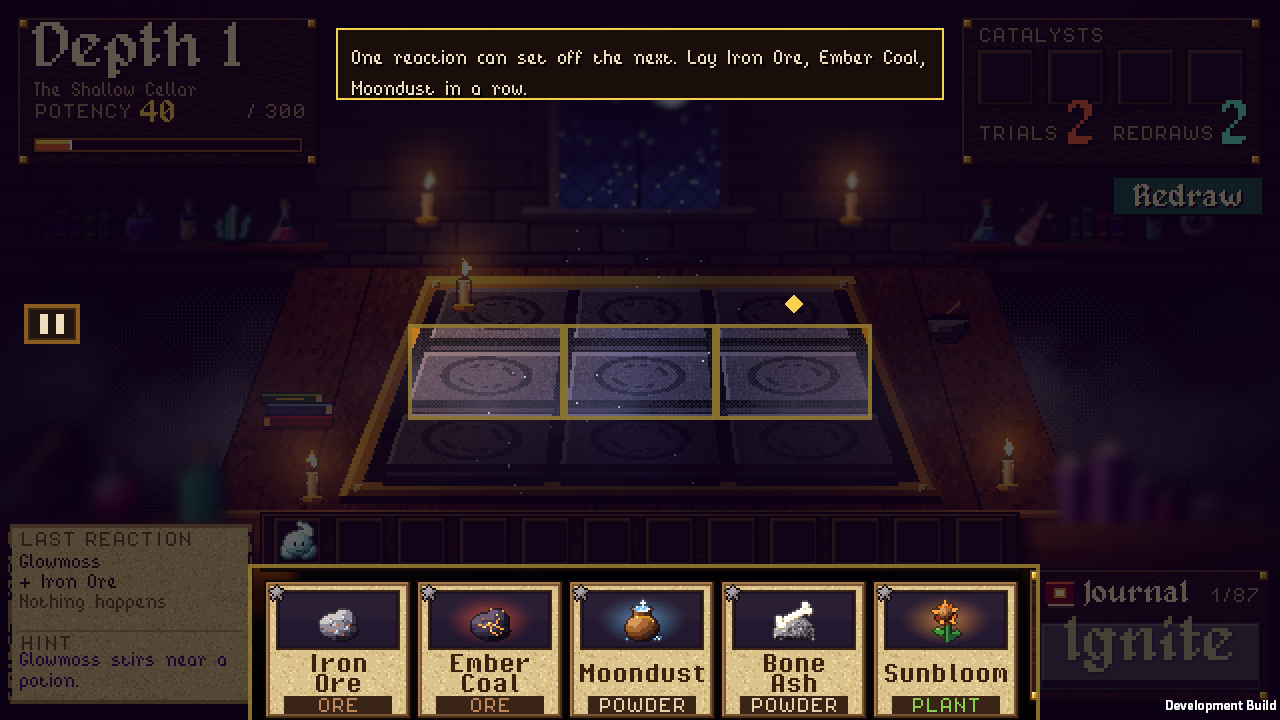 Depth 1
The Shallow Cellar
POTENCY 40 / 300
One reaction can set off the next. Lay Iron Ore, Ember Coal,
Moondust in a row.
CATALYSTS
TRIALS 2 REDRAWS 2
Redraw
LAST REACTION
Glowmoss
+ Iron Ore
Nothing happens
HINT
Glowmoss stirs near a
potion.
Iron
Ore
ORE
Ember
Coal
ORE
Moondust
POWDER
Bone
Ash
POWDER
Sunbloom
PLANT
Journal 1/87
Ignite
Development Build